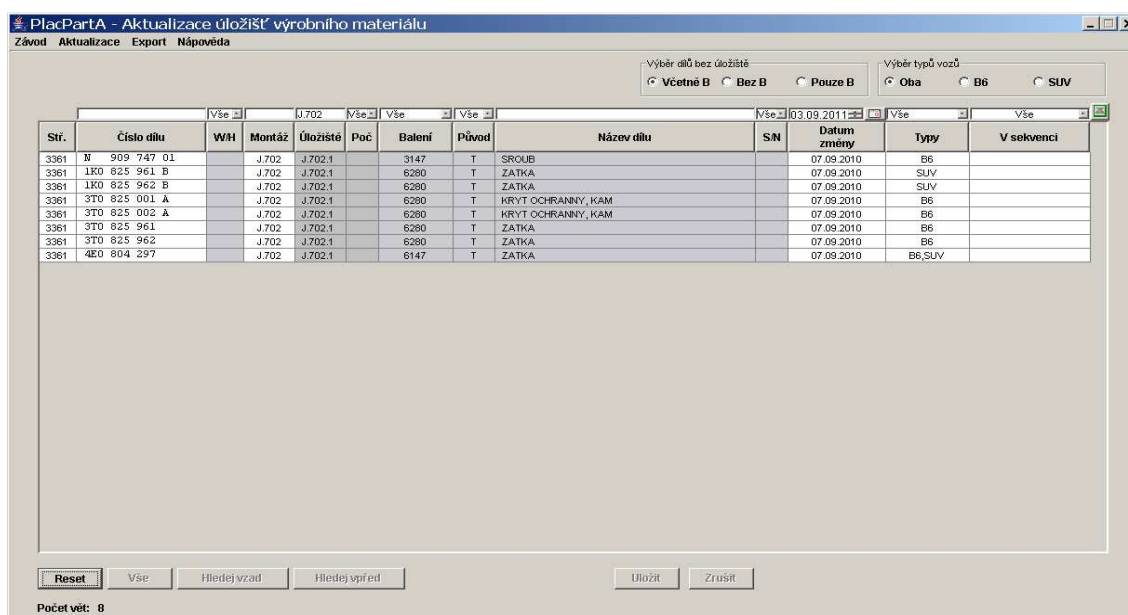 PlacPartA - Aktualizace úložišť výrobního materiálu
Závod Aktualizace Export Nápověda
Výběr dílů bez úložiště Výběr typů vozů
Včetně B Bez B Pouze B Oba B6 SUV
Vše J.702 Vše Vše Vše Vše 03.09.2011 Vše Vše
Stř. Číslo dílu W/H Montáž Úložiště Poč Balení Původ Název dílu S/N Datum změny Typy V sekvenci
3361 N 909 747 01 J.702 J.702.1 3147 T SROUB 07.09.2010 B6
3361 1K0 825 961 B J.702 J.702.1 6280 T ZATKA 07.09.2010 SUV
3361 1K0 825 962 B J.702 J.702.1 6280 T ZATKA 07.09.2010 SUV
3361 3T0 825 001 A J.702 J.702.1 6280 T KRYT OCHRANNY, KAM 07.09.2010 B6
3361 3T0 825 002 A J.702 J.702.1 6280 T KRYT OCHRANNY, KAM 07.09.2010 B6
3361 3T0 825 961 J.702 J.702.1 6280 T ZATKA 07.09.2010 B6
3361 3T0 825 962 J.702 J.702.1 6280 T ZATKA 07.09.2010 B6
3361 4E0 804 297 J.702 J.702.1 6147 T ZATKA 07.09.2010 B6,SUV
Reset Vše Hledej vzad Hledej vpřed Uložit Zrušit
Počet vět: 8